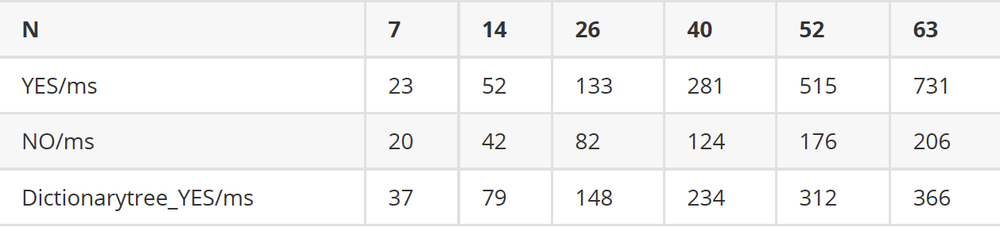 N 7 14 26 40 52 63
YES/ms 23 52 133 281 515 731
NO/ms 20 42 82 124 176 206
Dictionarytree_YES/ms 37 79 148 234 312 366